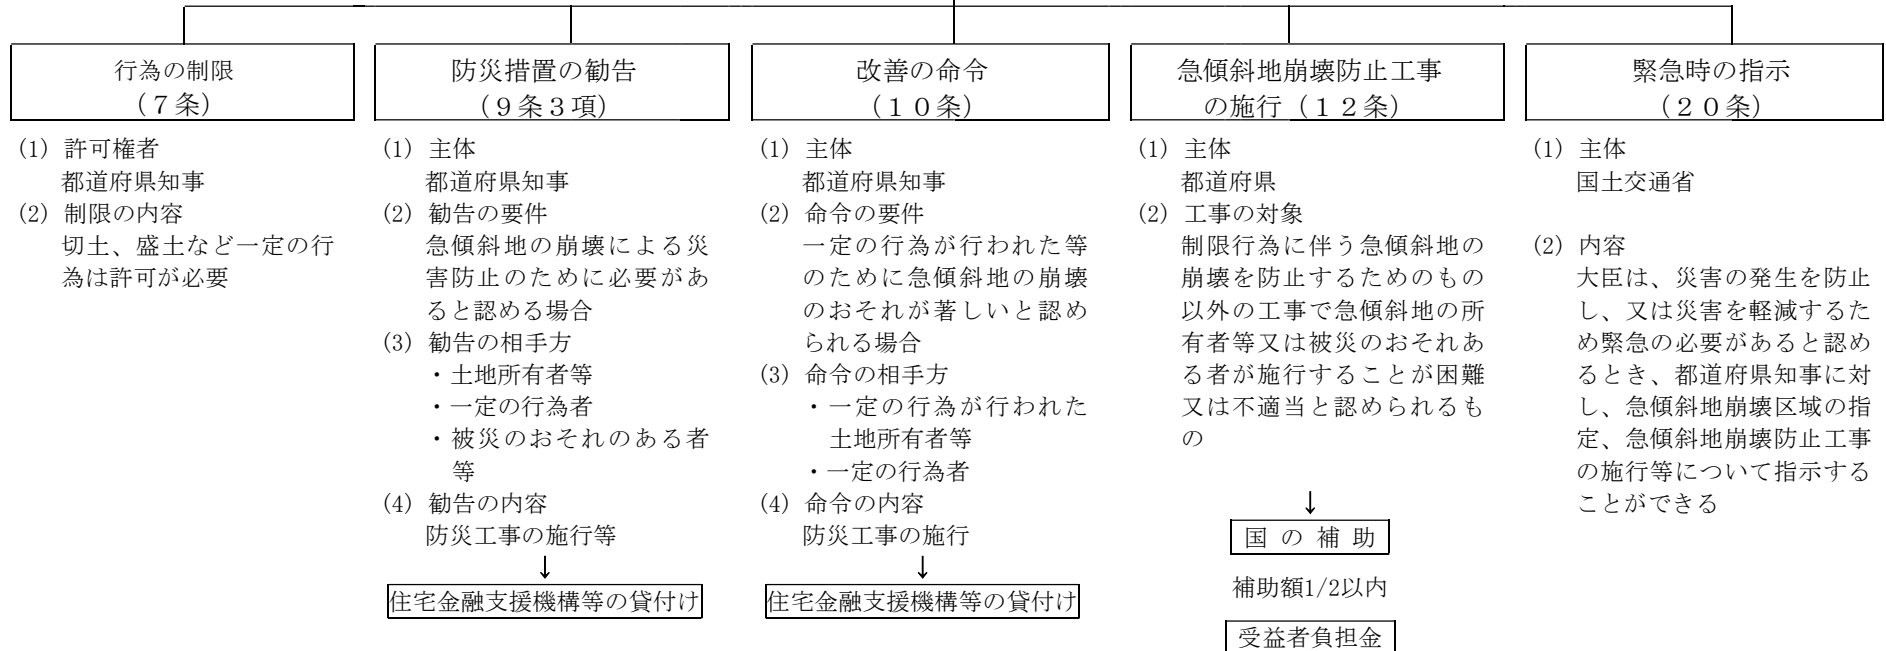 行為の制限
(7条)
(1) 許可権者
都道府県知事
(2) 制限の内容
切土、盛土など一定の行
為は許可が必要
防災措置の勧告
(9条3項)
(1) 主体
都道府県知事
(2) 勧告の要件
急傾斜地の崩壊による災
害防止のために必要があ
ると認める場合
(3) 勧告の相手方
・土地所有者等
・一定の行為者
・被災のおそれのある者
等
(4) 勧告の内容
防災工事の施行等
↓
住宅金融支援機構等の貸付け
改善の命令
(10条)
(1) 主体
都道府県知事
(2) 命令の要件
一定の行為が行われた等
のために急傾斜地の崩壊
のおそれが著しいと認め
られる場合
(3) 命令の相手方
・一定の行為が行われた
土地所有者等
・一定の行為者
(4) 命令の内容
防災工事の施行
↓
住宅金融支援機構等の貸付け
急傾斜地崩壊防止工事
の施行(12条)
(1) 主体
都道府県
(2) 工事の対象
制限行為に伴う急傾斜地の
崩壊を防止するためのもの
以外の工事で急傾斜地の所
有者等又は被災のおそれあ
る者が施行することが困難
又は不適当と認められるも
の
↓
国の補助
補助額1/2以内
受益者負担金
緊急時の指示
(20条)
(1) 主体
国土交通省
(2) 内容
大臣は、災害の発生を防止
し、又は災害を軽減するた
め緊急の必要があると認め
るとき、都道府県知事に対
し、急傾斜地崩壊区域の指
定、急傾斜地崩壊防止工事
の施行等について指示する
ことができる